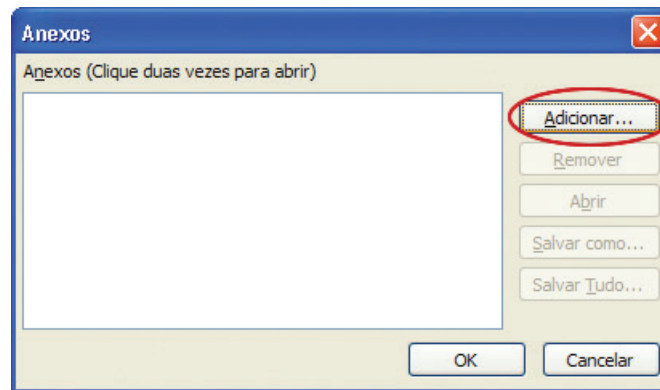 Anexos
Anexos (Clique duas vezes para abrir)
Adicionar...
Remover
Abrir
Salvar como...
Salvar Tudo...
OK
Cancelar